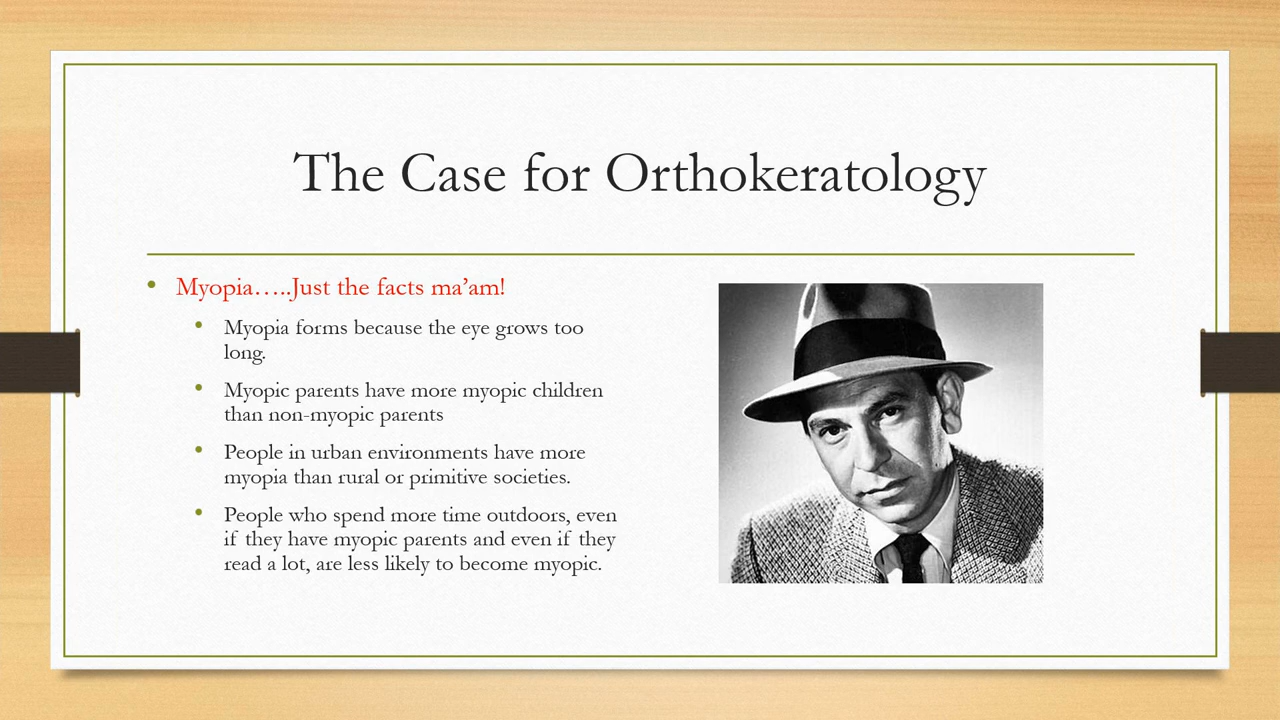 The Case for Orthokeratology
• Myopia…..Just the facts ma’am!
• Myopia forms because the eye grows too
long.
• Myopic parents have more myopic children
than non-myopic parents
• People in urban environments have more
myopia than rural or primitive societies.
• People who spend more time outdoors, even
if they have myopic parents and even if they
read a lot, are less likely to become myopic.